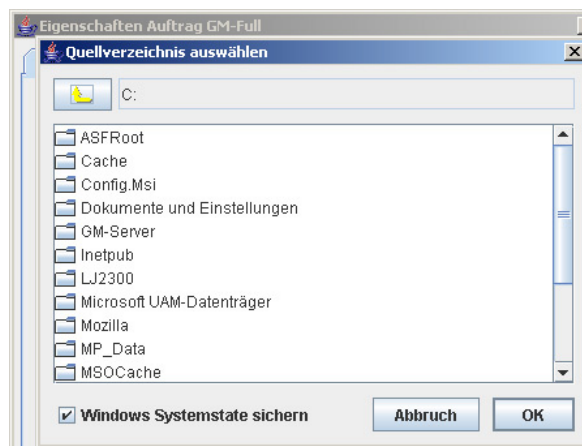 Eigenschaften Auftrag GM-Full
Quellverzeichnis auswählen
C:
ASFRoot
Cache
Config.Msi
Dokumente und Einstellungen
GM-Server
Inetpub
LJ2300
Microsoft UAM-Datenträger
Mozilla
MP_Data
MSOCache
Windows Systemstate sichern
Abbruch
OK